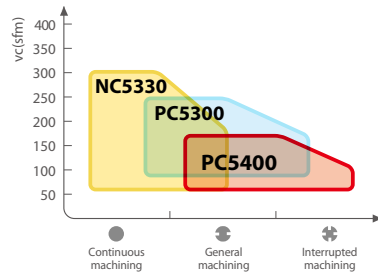 vc(sfm)
400
350
300
250
200
150
100
50
NC5330
PC5300
PC5400
Continuous
machining
General
machining
Interrupted
machining